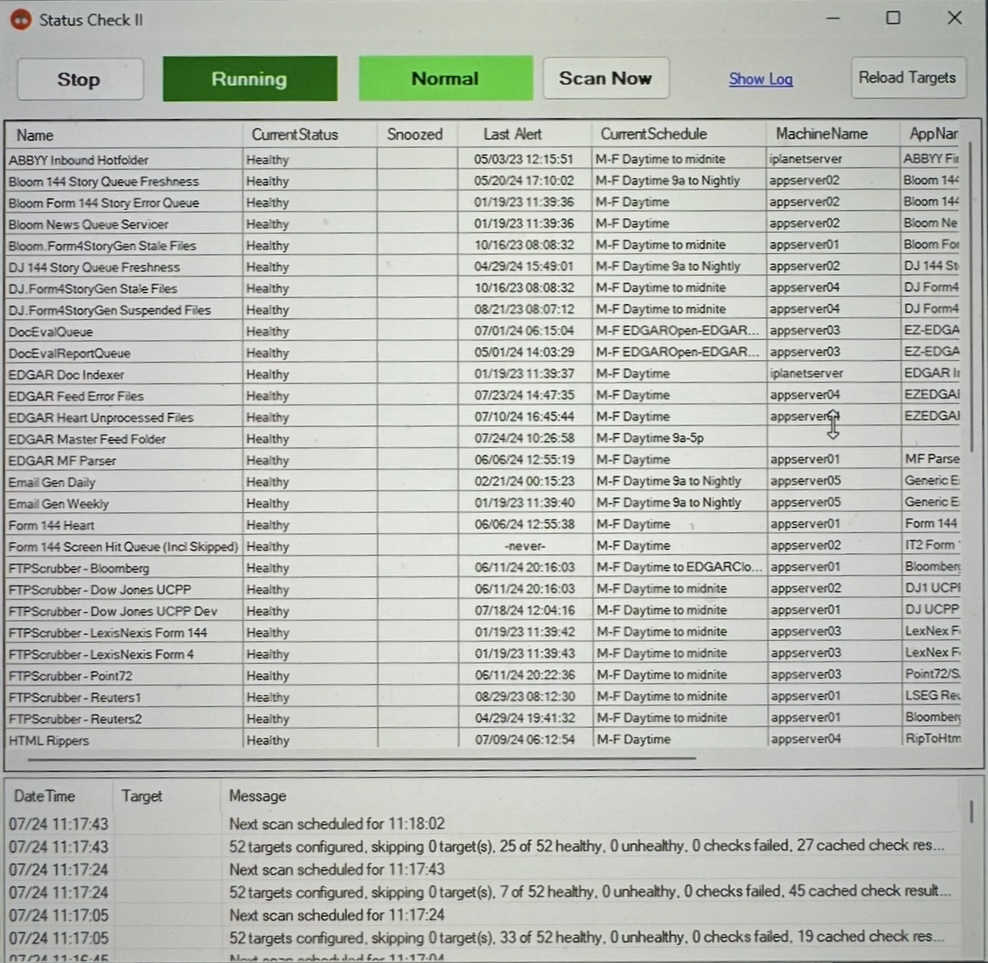 Status Check II
Stop Running Normal Scan Now Show Log Reload Targets
Name CurrentStatus Snoozed Last Alert CurrentSchedule MachineName AppNar
ABBYY Inbound Hotfolder Healthy 05/03/23 12:15:51 M-F Daytime to midnite iplanetserver ABBYY Fi
Bloom 144 Story Queue Freshness Healthy 05/20/24 17:10:02 M-F Daytime 9a to Nightly appserver02 Bloom 144
Bloom Form 144 Story Error Queue Healthy 01/19/23 11:39:36 M-F Daytime appserver02 Bloom 144
Bloom News Queue Servicer Healthy 01/19/23 11:39:36 M-F Daytime appserver02 Bloom Ne
Bloom.Form4StoryGen Stale Files Healthy 10/16/23 08:08:32 M-F Daytime to midnite appserver01 Bloom For
DJ 144 Story Queue Freshness Healthy 04/29/24 15:49:01 M-F Daytime 9a to Nightly appserver02 DJ 144 St
DJ.Form4StoryGen Stale Files Healthy 10/16/23 08:08:32 M-F Daytime to midnite appserver04 DJ Form4
DJ.Form4StoryGen Suspended Files Healthy 08/21/23 08:07:12 M-F Daytime to midnite appserver04 DJ Form4
DocEvalQueue Healthy 07/01/24 06:15:04 M-F EDGAROpen-EDGAR... appserver03 EZ-EDGA
DocEvalReportQueue Healthy 05/01/24 14:03:29 M-F EDGAROpen-EDGAR... appserver03 EZ-EDGA
EDGAR Doc Indexer Healthy 01/19/23 11:39:37 M-F Daytime iplanetserver EDGAR Ir
EDGAR Feed Error Files Healthy 07/23/24 14:47:35 M-F Daytime appserver04 EZEDGAI
EDGAR Heart Unprocessed Files Healthy 07/10/24 16:45:44 M-F Daytime EZEDGAI
EDGAR Master Feed Folder Healthy 07/24/24 10:26:58 M-F Daytime 9a-5p
EDGAR MF Parser Healthy 06/06/24 12:55:19 M-F Daytime appserver01 MF Parse
Email Gen Daily Healthy 02/21/24 00:15:23 M-F Daytime 9a to Nightly appserver05 Generic E
Email Gen Weekly Healthy 01/19/23 11:39:40 M-F Daytime 9a to Nightly appserver05 Generic E
Form 144 Heart Healthy 06/06/24 12:55:38 M-F Daytime appserver01 Form 144
Form 144 Screen Hit Queue (Incl Skipped) Healthy -never- M-F Daytime appserver02 IT2 Form
FTPScrubber - Bloomberg Healthy 06/11/24 20:16:03 M-F Daytime to EDGARClo... appserver01 Bloomberg
FTPScrubber - Dow Jones UCPP Healthy 06/11/24 20:16:03 M-F Daytime to midnite appserver02 DJ1 UCPI
FTPScrubber - Dow Jones UCPP Dev Healthy 07/18/24 12:04:16 M-F Daytime to midnite appserver01 DJ UCPP
FTPScrubber - LexisNexis Form 144 Healthy 01/19/23 11:39:42 M-F Daytime to midnite appserver03 LexNex F
FTPScrubber - LexisNexis Form 4 Healthy 01/19/23 11:39:43 M-F Daytime to midnite appserver03 LexNex F
FTPScrubber - Point72 Healthy 06/11/24 20:22:36 M-F Daytime to midnite appserver03 Point72/S
FTPScrubber - Reuters1 Healthy 08/29/23 08:12:30 M-F Daytime to midnite appserver01 LSEG Reu
FTPScrubber - Reuters2 Healthy 04/29/24 19:41:32 M-F Daytime to midnite appserver01 Bloomberg
HTML Rippers Healthy 07/09/24 06:12:54 M-F Daytime appserver04 RipToHtm
DateTime Target Message
07/24 11:17:43 Next scan scheduled for 11:18:02
07/24 11:17:43 52 targets configured, skipping 0 target(s), 25 of 52 healthy, 0 unhealthy, 0 checks failed, 27 cached check res...
07/24 11:17:24 Next scan scheduled for 11:17:43
07/24 11:17:24 52 targets configured, skipping 0 target(s), 7 of 52 healthy, 0 unhealthy, 0 checks failed, 45 cached check result...
07/24 11:17:05 Next scan scheduled for 11:17:24
07/24 11:17:05 52 targets configured, skipping 0 target(s), 33 of 52 healthy, 0 unhealthy, 0 checks failed, 19 cached check res...